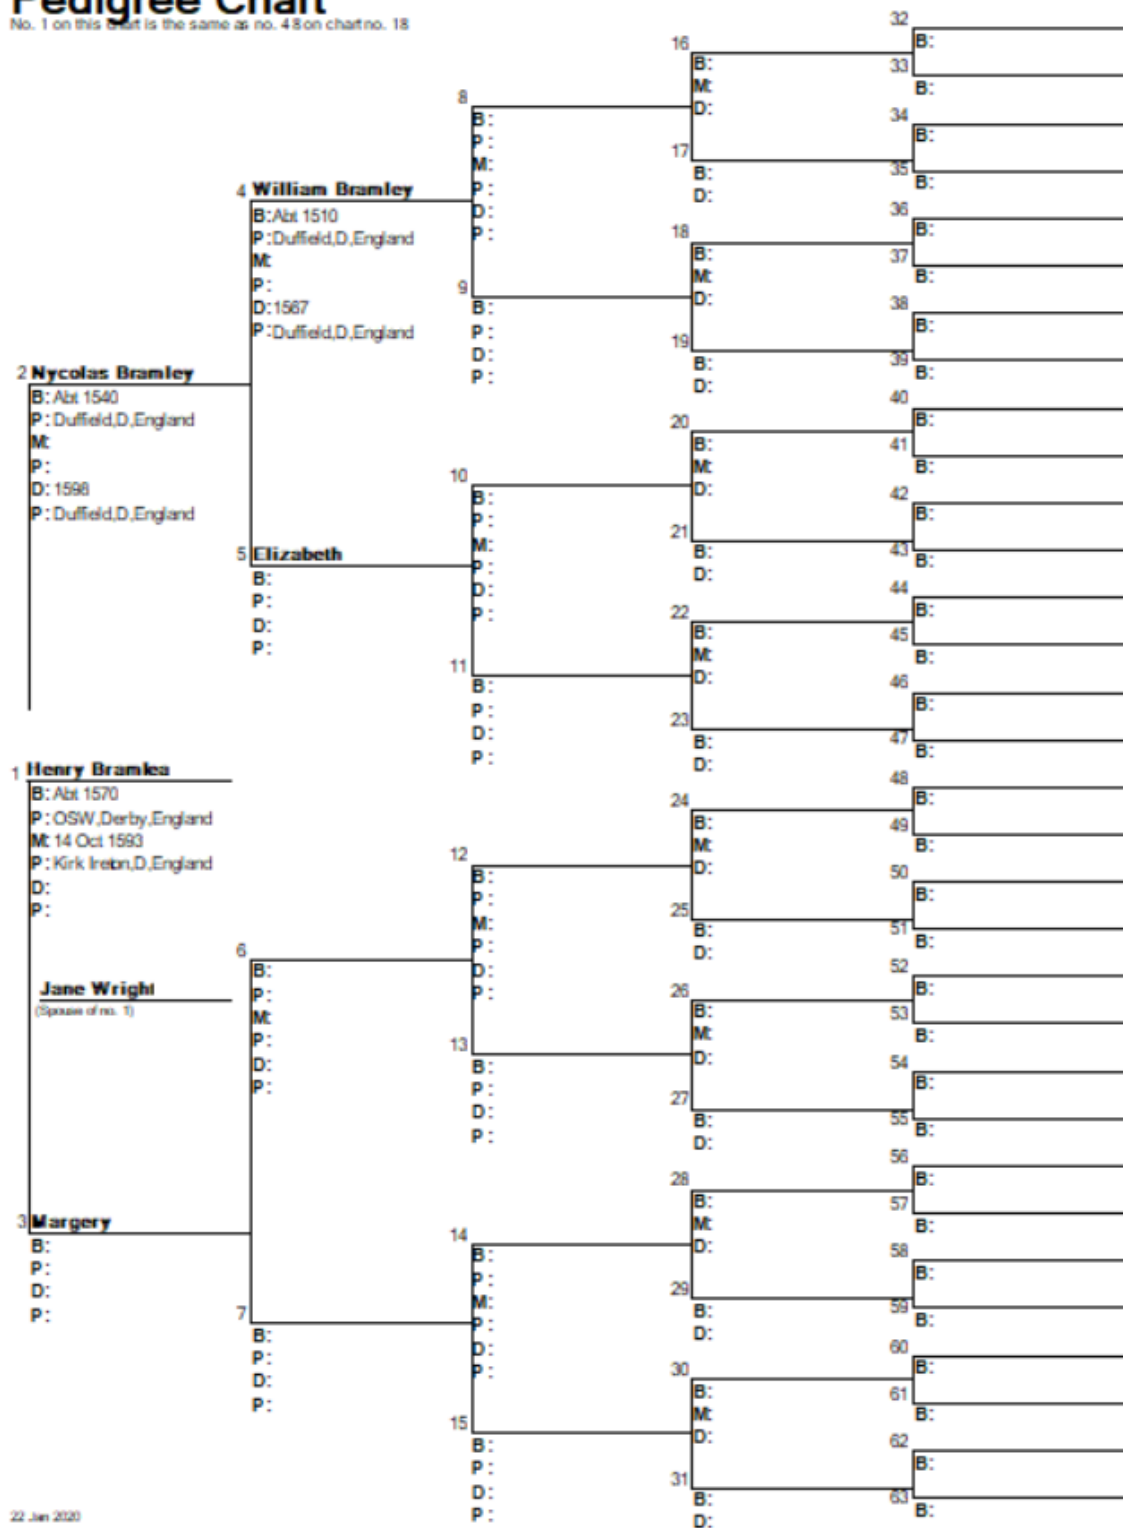 Pedigree Chart
No. 1 on this chart is the same as no. 48 on chart no. 18
2 Nycolas Bramley
B: Abt 1540
P: Duffield,D,England
M:
P:
D: 1598
P: Duffield,D,England
1 Henry Bramlea
B: Abt 1570
P: OSW,Derby,England
M: 14 Oct 1593
P: Kirk Ireton,D,England
D:
P:
Jane Wright
(Spouse of no. 1)
3 Margery
B:
P:
D:
P:
4 William Bramley
B: Abt 1510
P: Duffield,D,England
M:
P:
D: 1567
P: Duffield,D,England
5 Elizabeth
B:
P:
D:
P:
6
B:
P:
M:
P:
D:
P:
7
B:
P:
D:
P:
8
B:
P:
M:
P:
D:
P:
9
B:
P:
D:
P:
10
B:
P:
M:
P:
D:
P:
11
B:
P:
D:
P:
12
B:
P:
M:
P:
D:
P:
13
B:
P:
D:
P:
14
B:
P:
M:
P:
D:
P:
15
B:
P:
D:
P:
16
B:
M:
D:
17
B:
D:
18
B:
M:
D:
19
B:
D:
20
B:
M:
D:
21
B:
D:
22
B:
M:
D:
23
B:
D:
24
B:
M:
D:
25
B:
D:
26
B:
M:
D:
27
B:
D:
28
B:
M:
D:
29
B:
D:
30
B:
M:
D:
31
B:
D:
32
B:
33
B:
34
B:
35
B:
36
B:
37
B:
38
B:
39
B:
40
B:
41
B:
42
B:
43
B:
44
B:
45
B:
46
B:
47
B:
48
B:
49
B:
50
B:
51
B:
52
B:
53
B:
54
B:
55
B:
56
B:
57
B:
58
B:
59
B:
60
B:
61
B:
62
B:
63
B:
22 Jan 2020